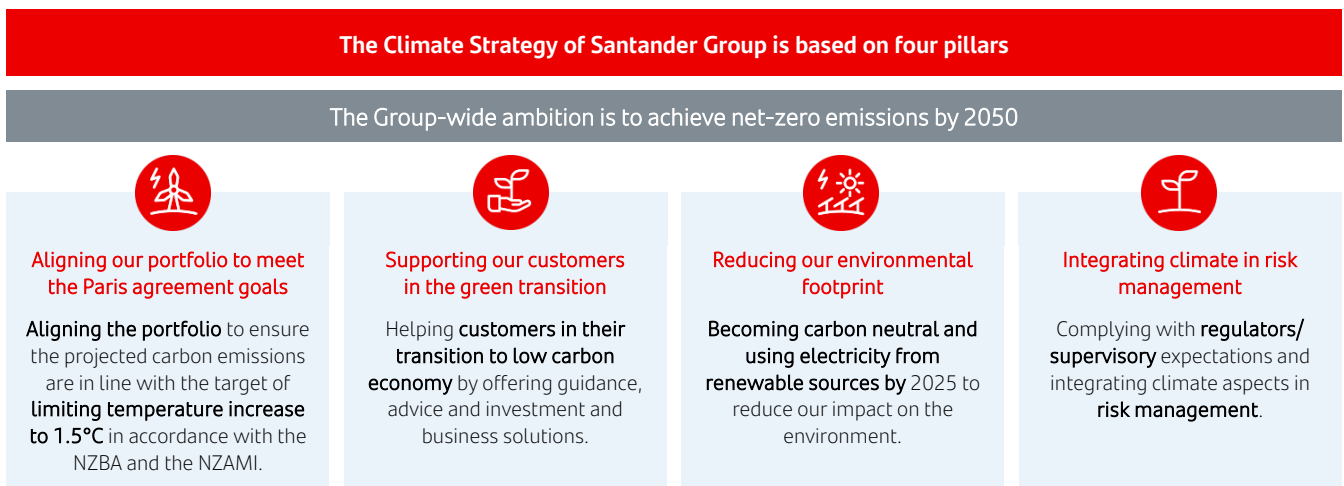 The Climate Strategy of Santander Group is based on four pillars
The Group-wide ambition is to achieve net-zero emissions by 2050
Aligning our portfolio to meet
the Paris agreement goals
Aligning the portfolio to ensure
the projected carbon emissions
are in line with the target of
limiting temperature increase
to 1.5°C in accordance with the
NZBA and the NZAMI.
Supporting our customers
in the green transition
Helping customers in their
transition to low carbon
economy by offering guidance,
advice and investment and
business solutions.
Reducing our environmental
footprint
Becoming carbon neutral and
using electricity from
renewable sources by 2025 to
reduce our impact on the
environment.
Integrating climate in risk
management
Complying with regulators/
supervisory expectations and
integrating climate aspects in
risk management.